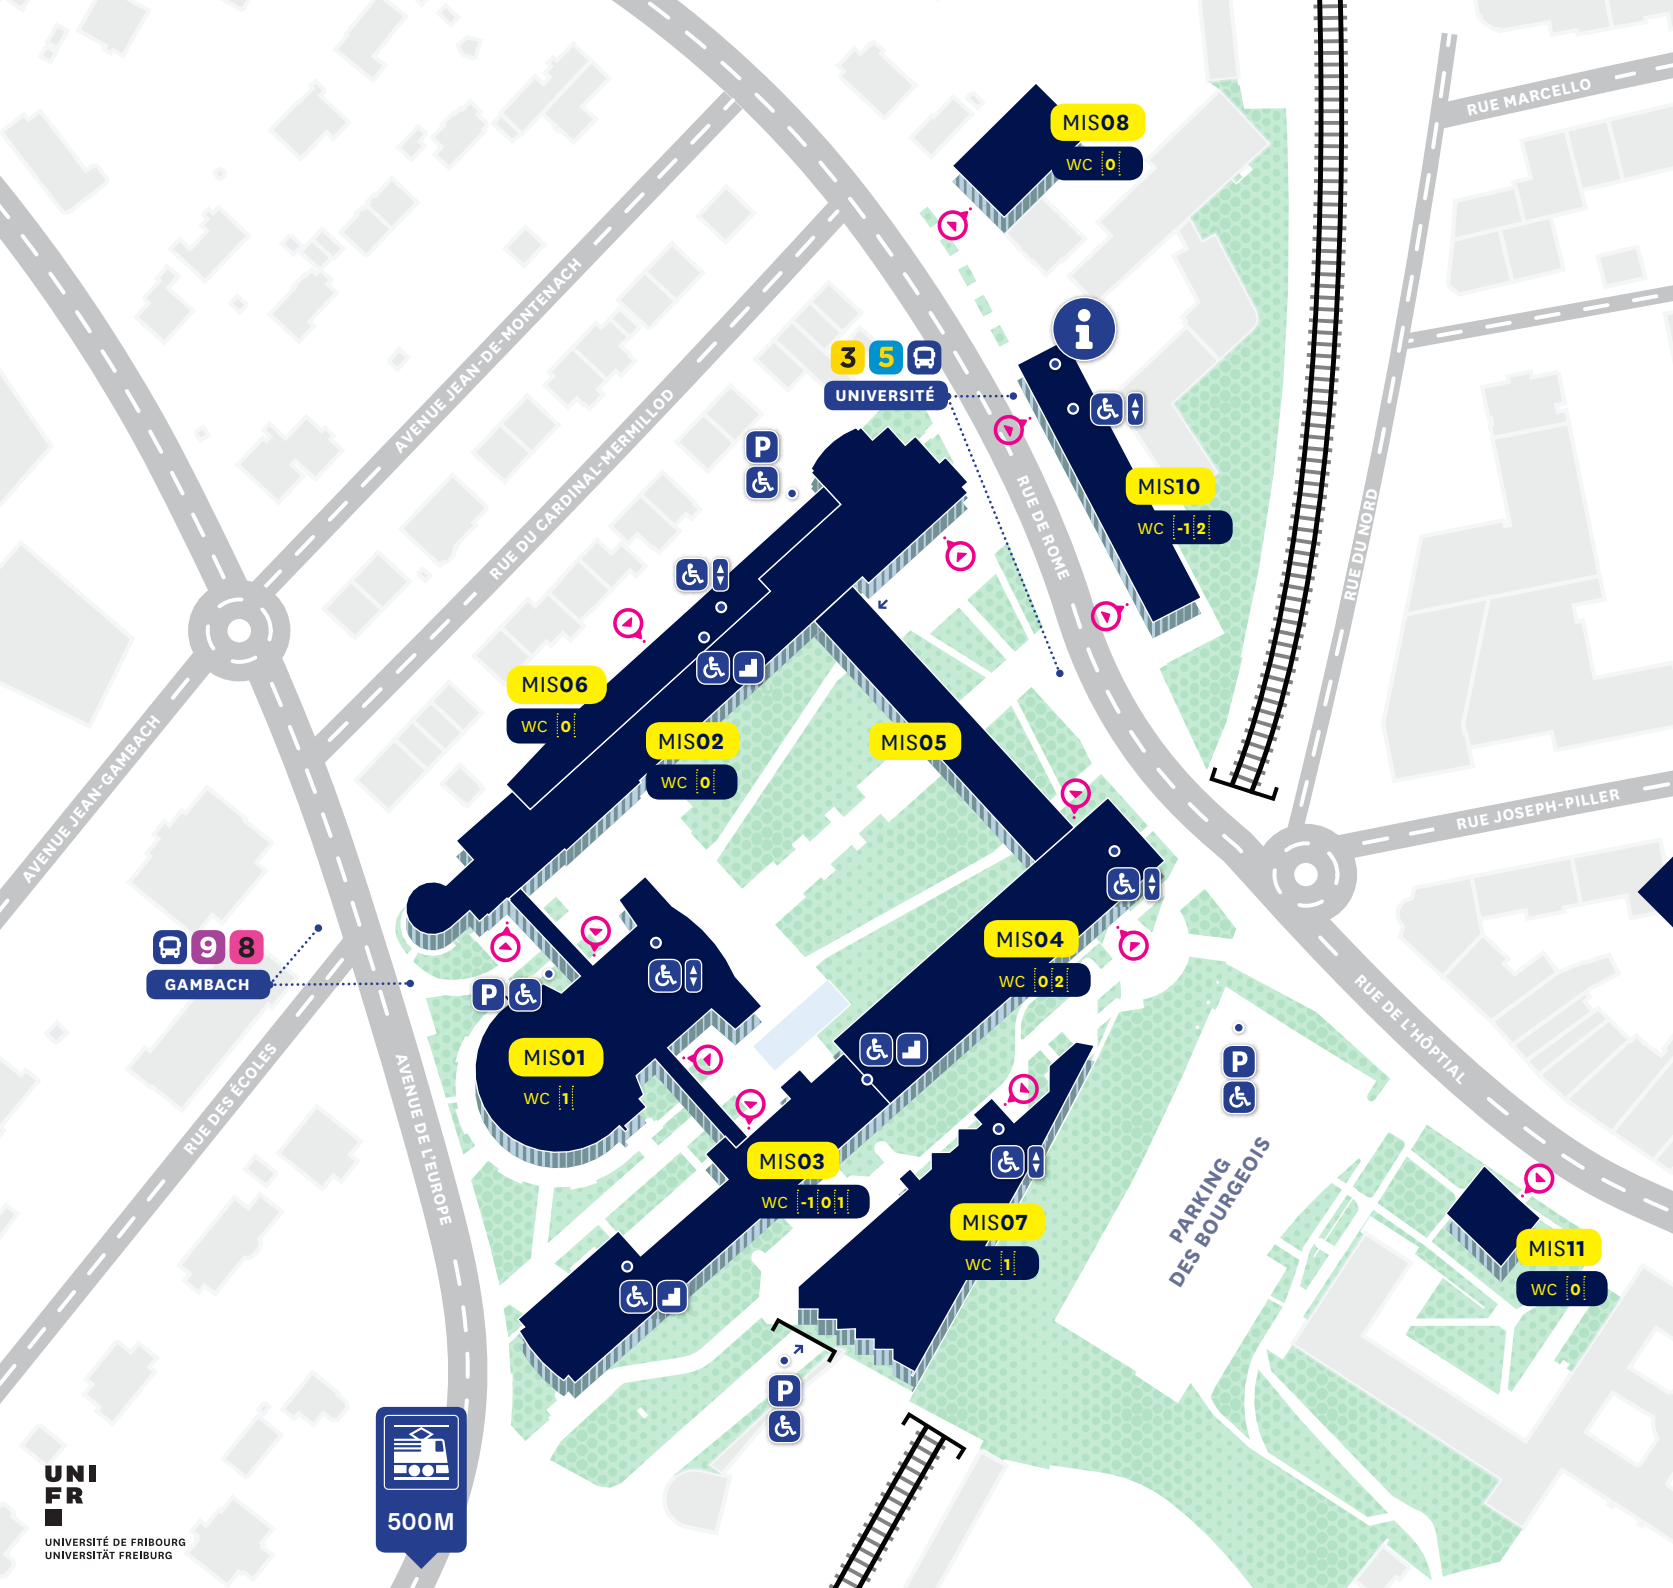 RUE MARCELLO
MIS08
WC 0
AVENUE JEAN-DE-MONTENACH
3 5
UNIVERSITÉ
RUE DU CARDINAL-MERMILLOD
P
MIS10
WC -1 2
RUE DE ROME
RUE DU NORD
MIS06
WC 0
MIS02
WC 0
MIS05
AVENUE JEAN-GAMBACH
RUE JOSEPH-PILLER
9 8
GAMBACH
P
MIS04
WC 0 2
MIS01
WC 1
RUE DE L'HÔPTIAL
P
RUE DES ÉCOLES
AVENUE DE L'EUROPE
MIS03
WC -1 0 1
MIS07
WC 1
PARKING
DES BOURGEOIS
MIS11
WC 0
P
500M
UNI
FR
UNIVERSITÉ DE FRIBOURG
UNIVERSITÄT FREIBURG